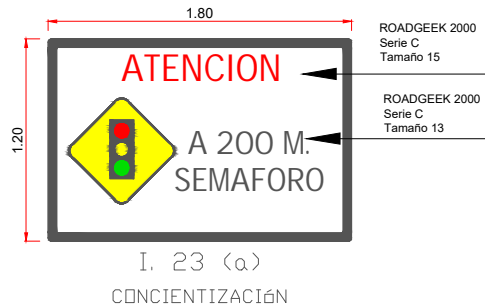 1.80
ROADGEEK 2000
Serie C
Tamaño 15
ATENCION
ROADGEEK 2000
Serie C
Tamaño 13
1.20
A 200 M.
SEMAFORO
I. 23 (a)
CONCIENTIZACIóN